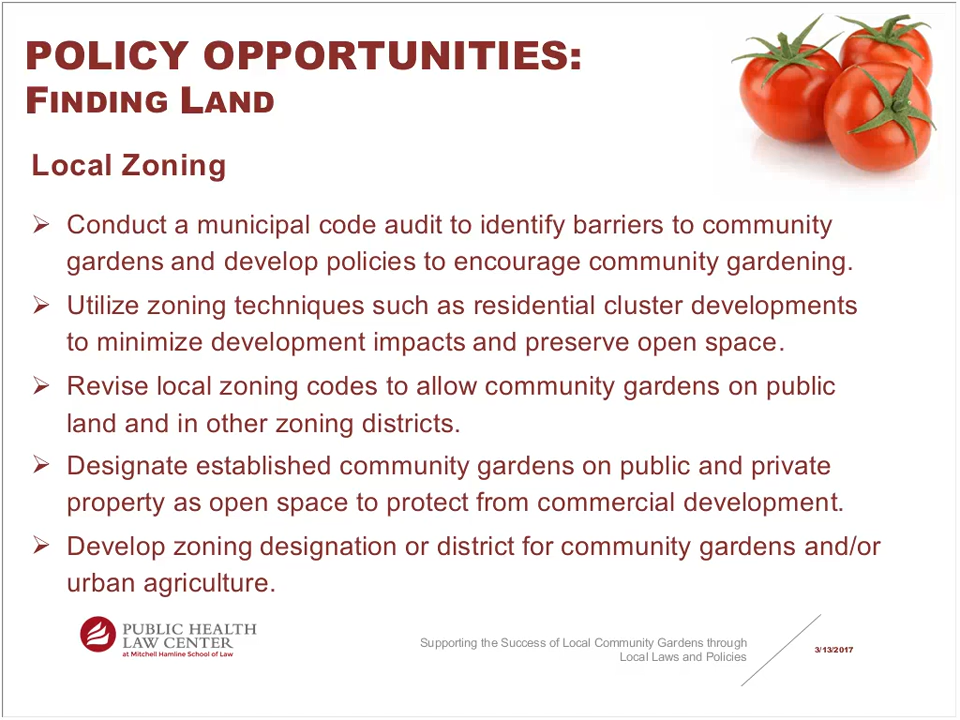 POLICY OPPORTUNITIES:
FINDING LAND
Local Zoning
➢ Conduct a municipal code audit to identify barriers to community
gardens and develop policies to encourage community gardening.
➢ Utilize zoning techniques such as residential cluster developments
to minimize development impacts and preserve open space.
➢ Revise local zoning codes to allow community gardens on public
land and in other zoning districts.
➢ Designate established community gardens on public and private
property as open space to protect from commercial development.
➢ Develop zoning designation or district for community gardens and/or
urban agriculture.
PUBLIC HEALTH
LAW CENTER
at Mitchell Hamline School of Law
Supporting the Success of Local Community Gardens through
Local Laws and Policies
3/13/2017